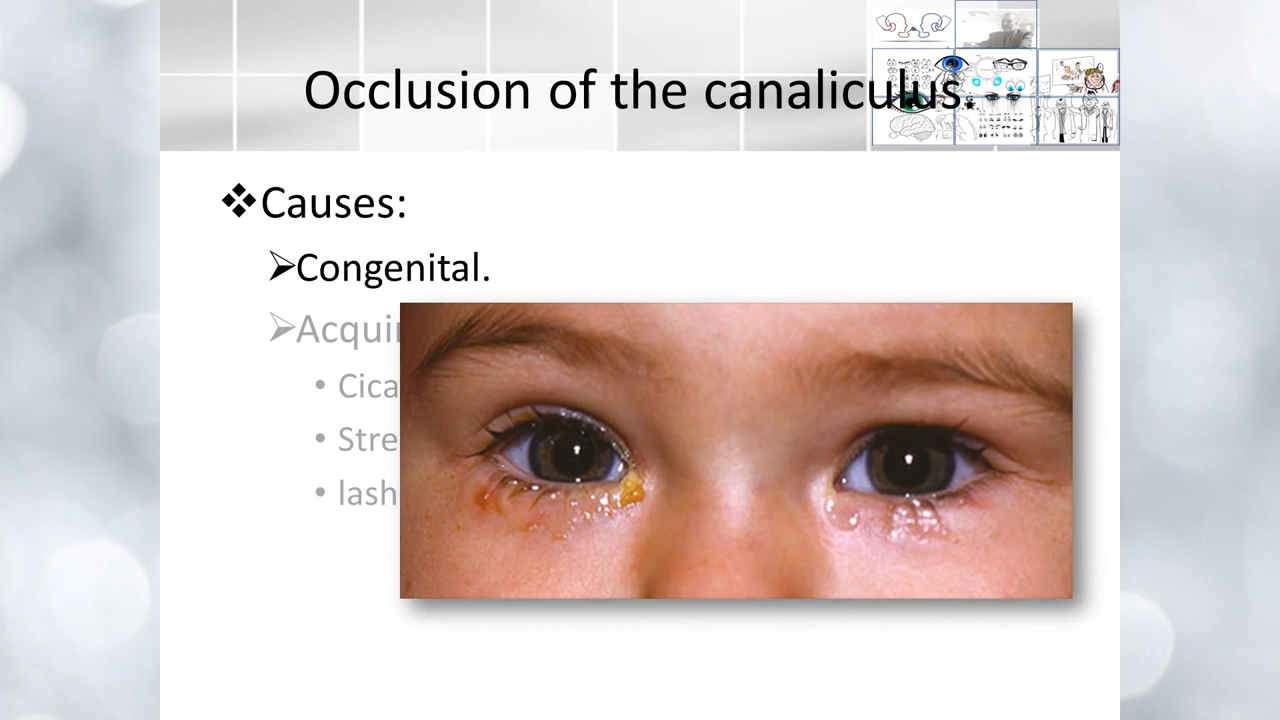 Occlusion of the canaliculus.
❖Causes:
➢Congenital.
➢Acqui
• Cica
• Stre
• lash